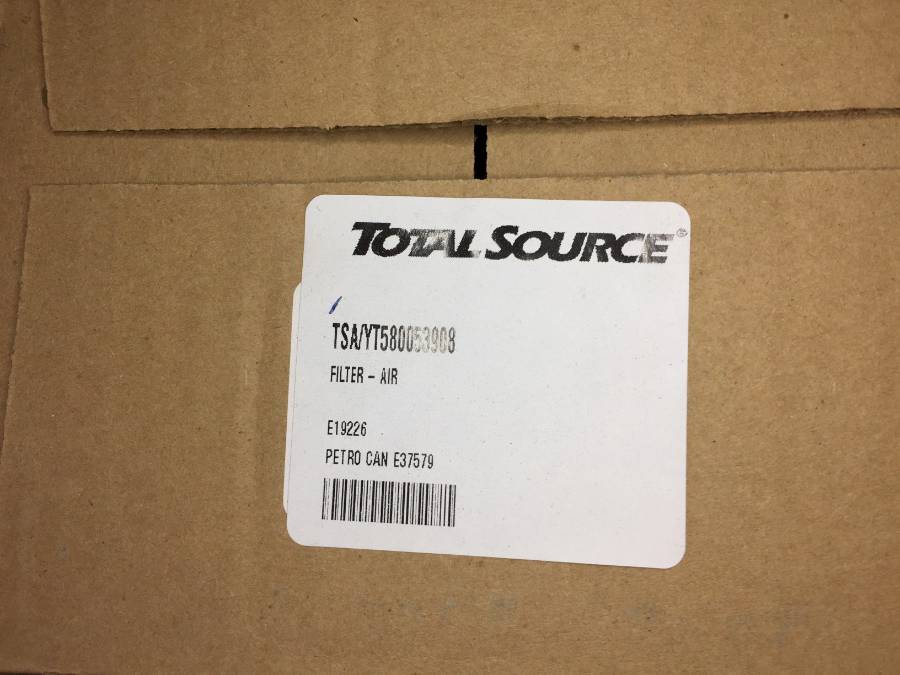 TOTAL SOURCE®
TSA/YT580053908
FILTER - AIR
E19226
PETRO CAN E37579